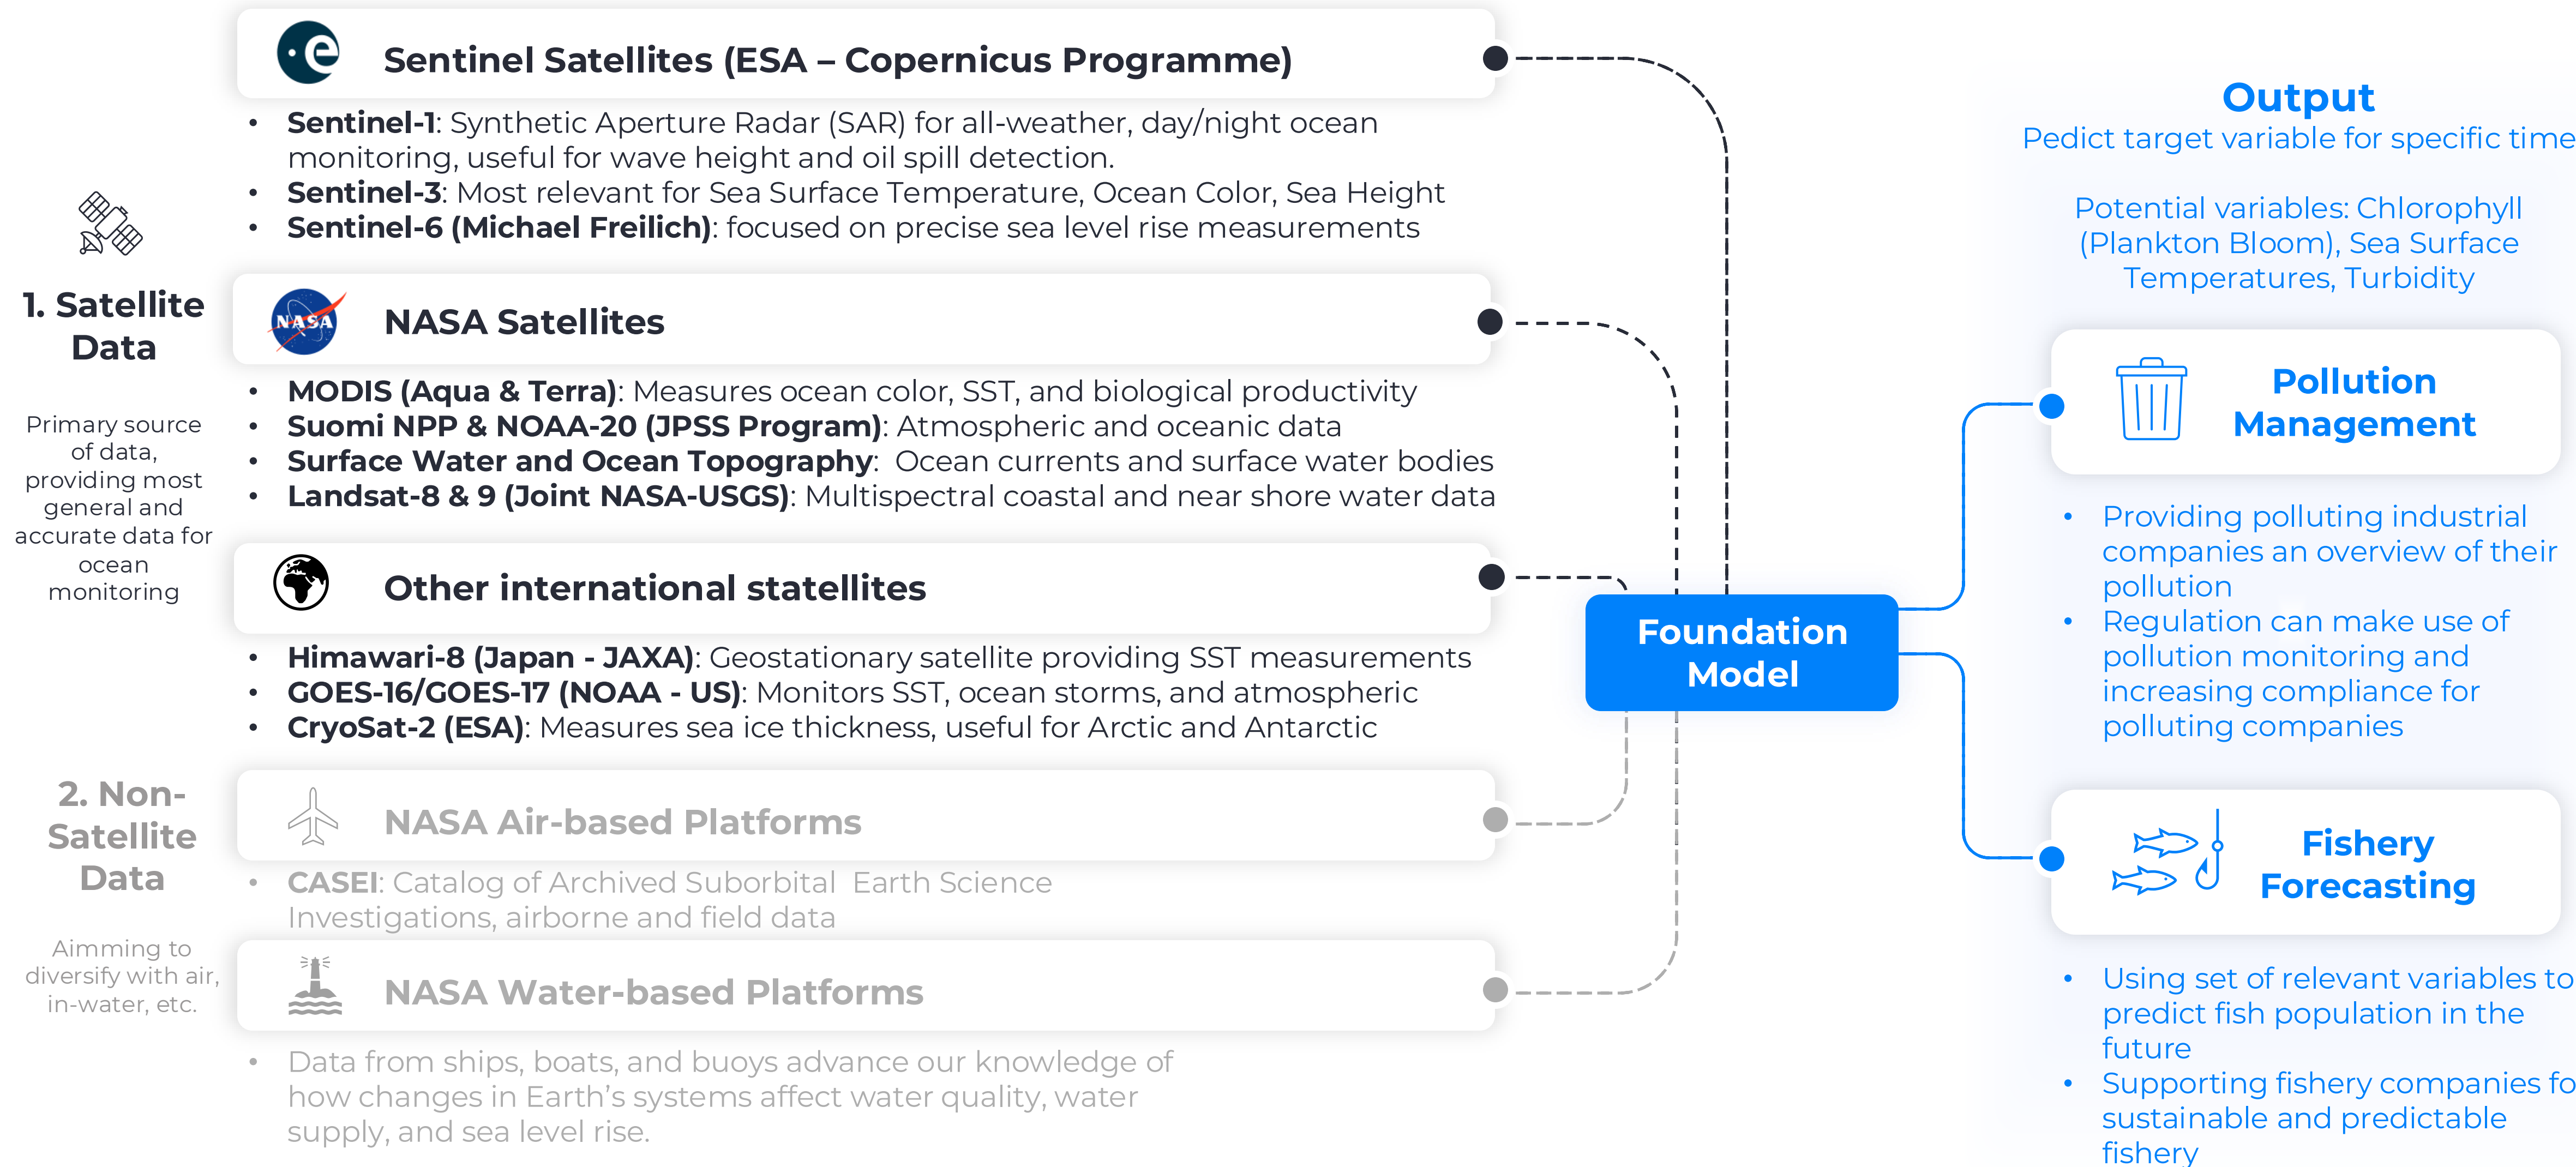 Sentinel Satellites (ESA – Copernicus Programme)
• Sentinel-1: Synthetic Aperture Radar (SAR) for all-weather, day/night ocean
monitoring, useful for wave height and oil spill detection.
• Sentinel-3: Most relevant for Sea Surface Temperature, Ocean Color, Sea Height
• Sentinel-6 (Michael Freilich): focused on precise sea level rise measurements
1. Satellite
Data
Primary source
of data,
providing most
general and
accurate data for
ocean
monitoring
NASA
NASA Satellites
• MODIS (Aqua & Terra): Measures ocean color, SST, and biological productivity
• Suomi NPP & NOAA-20 (JPSS Program): Atmospheric and oceanic data
• Surface Water and Ocean Topography: Ocean currents and surface water bodies
• Landsat-8 & 9 (Joint NASA-USGS): Multispectral coastal and near shore water data
Other international statellites
• Himawari-8 (Japan - JAXA): Geostationary satellite providing SST measurements
• GOES-16/GOES-17 (NOAA - US): Monitors SST, ocean storms, and atmospheric
• CryoSat-2 (ESA): Measures sea ice thickness, useful for Arctic and Antarctic
2. Non-
Satellite
Data
Aimming to
diversify with air,
in-water, etc.
NASA Air-based Platforms
• CASEI: Catalog of Archived Suborbital Earth Science
Investigations, airborne and field data
NASA Water-based Platforms
• Data from ships, boats, and buoys advance our knowledge of
how changes in Earth’s systems affect water quality, water
supply, and sea level rise.
Foundation
Model
Output
Pedict target variable for specific time
Potential variables: Chlorophyll
(Plankton Bloom), Sea Surface
Temperatures, Turbidity
Pollution
Management
• Providing polluting industrial
companies an overview of their
pollution
• Regulation can make use of
pollution monitoring and
increasing compliance for
polluting companies
Fishery
Forecasting
• Using set of relevant variables to
predict fish population in the
future
• Supporting fishery companies fo
sustainable and predictable
fishery